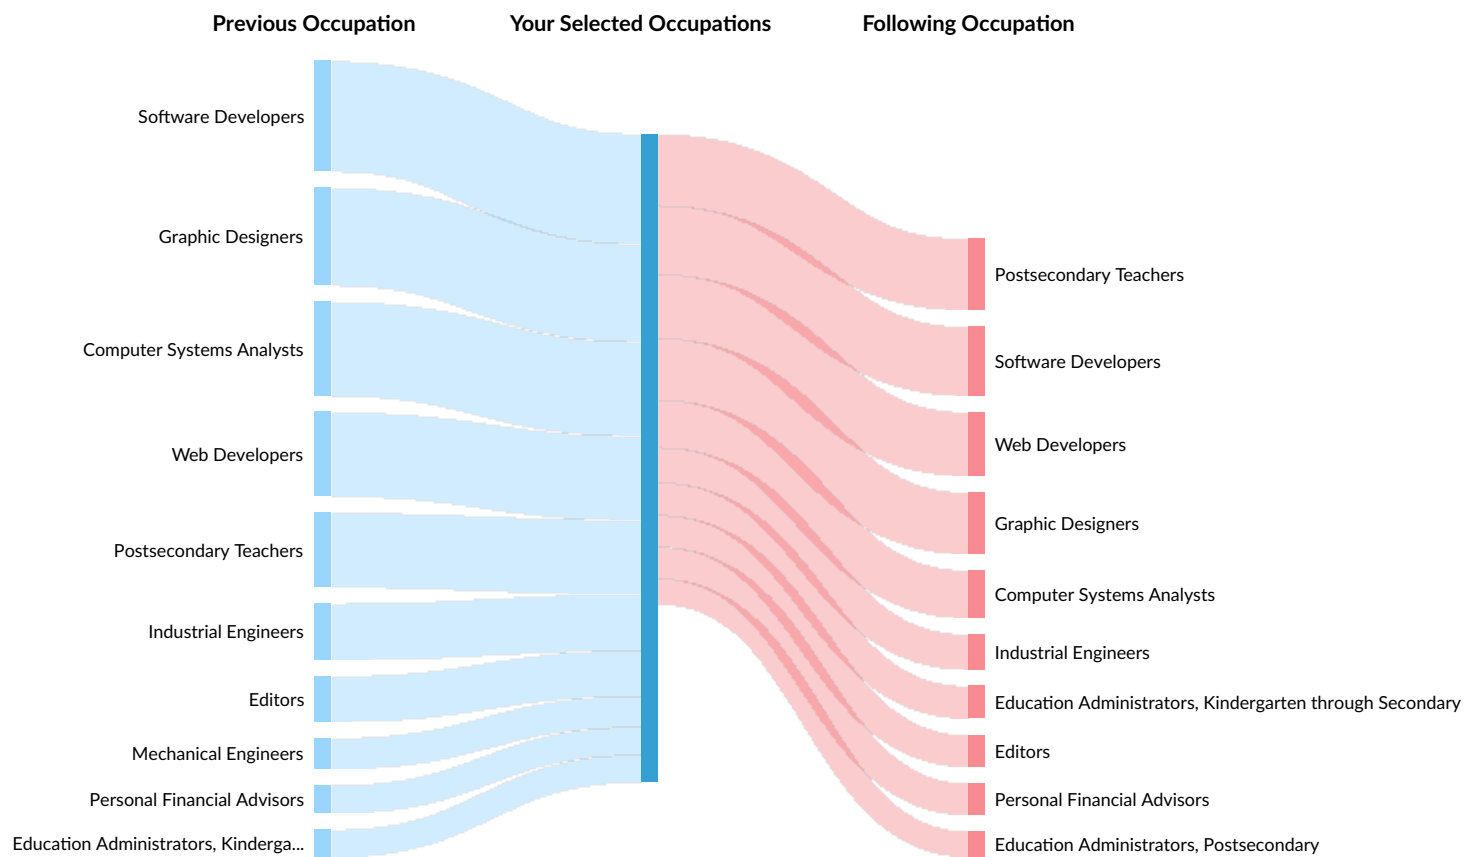 Previous Occupation
Your Selected Occupations
Following Occupation
Software Developers
Graphic Designers
Computer Systems Analysts
Web Developers
Postsecondary Teachers
Industrial Engineers
Editors
Mechanical Engineers
Personal Financial Advisors
Education Administrators, Kinderga...
Postsecondary Teachers
Software Developers
Web Developers
Graphic Designers
Computer Systems Analysts
Industrial Engineers
Education Administrators, Kindergarten through Secondary
Editors
Personal Financial Advisors
Education Administrators, Postsecondary